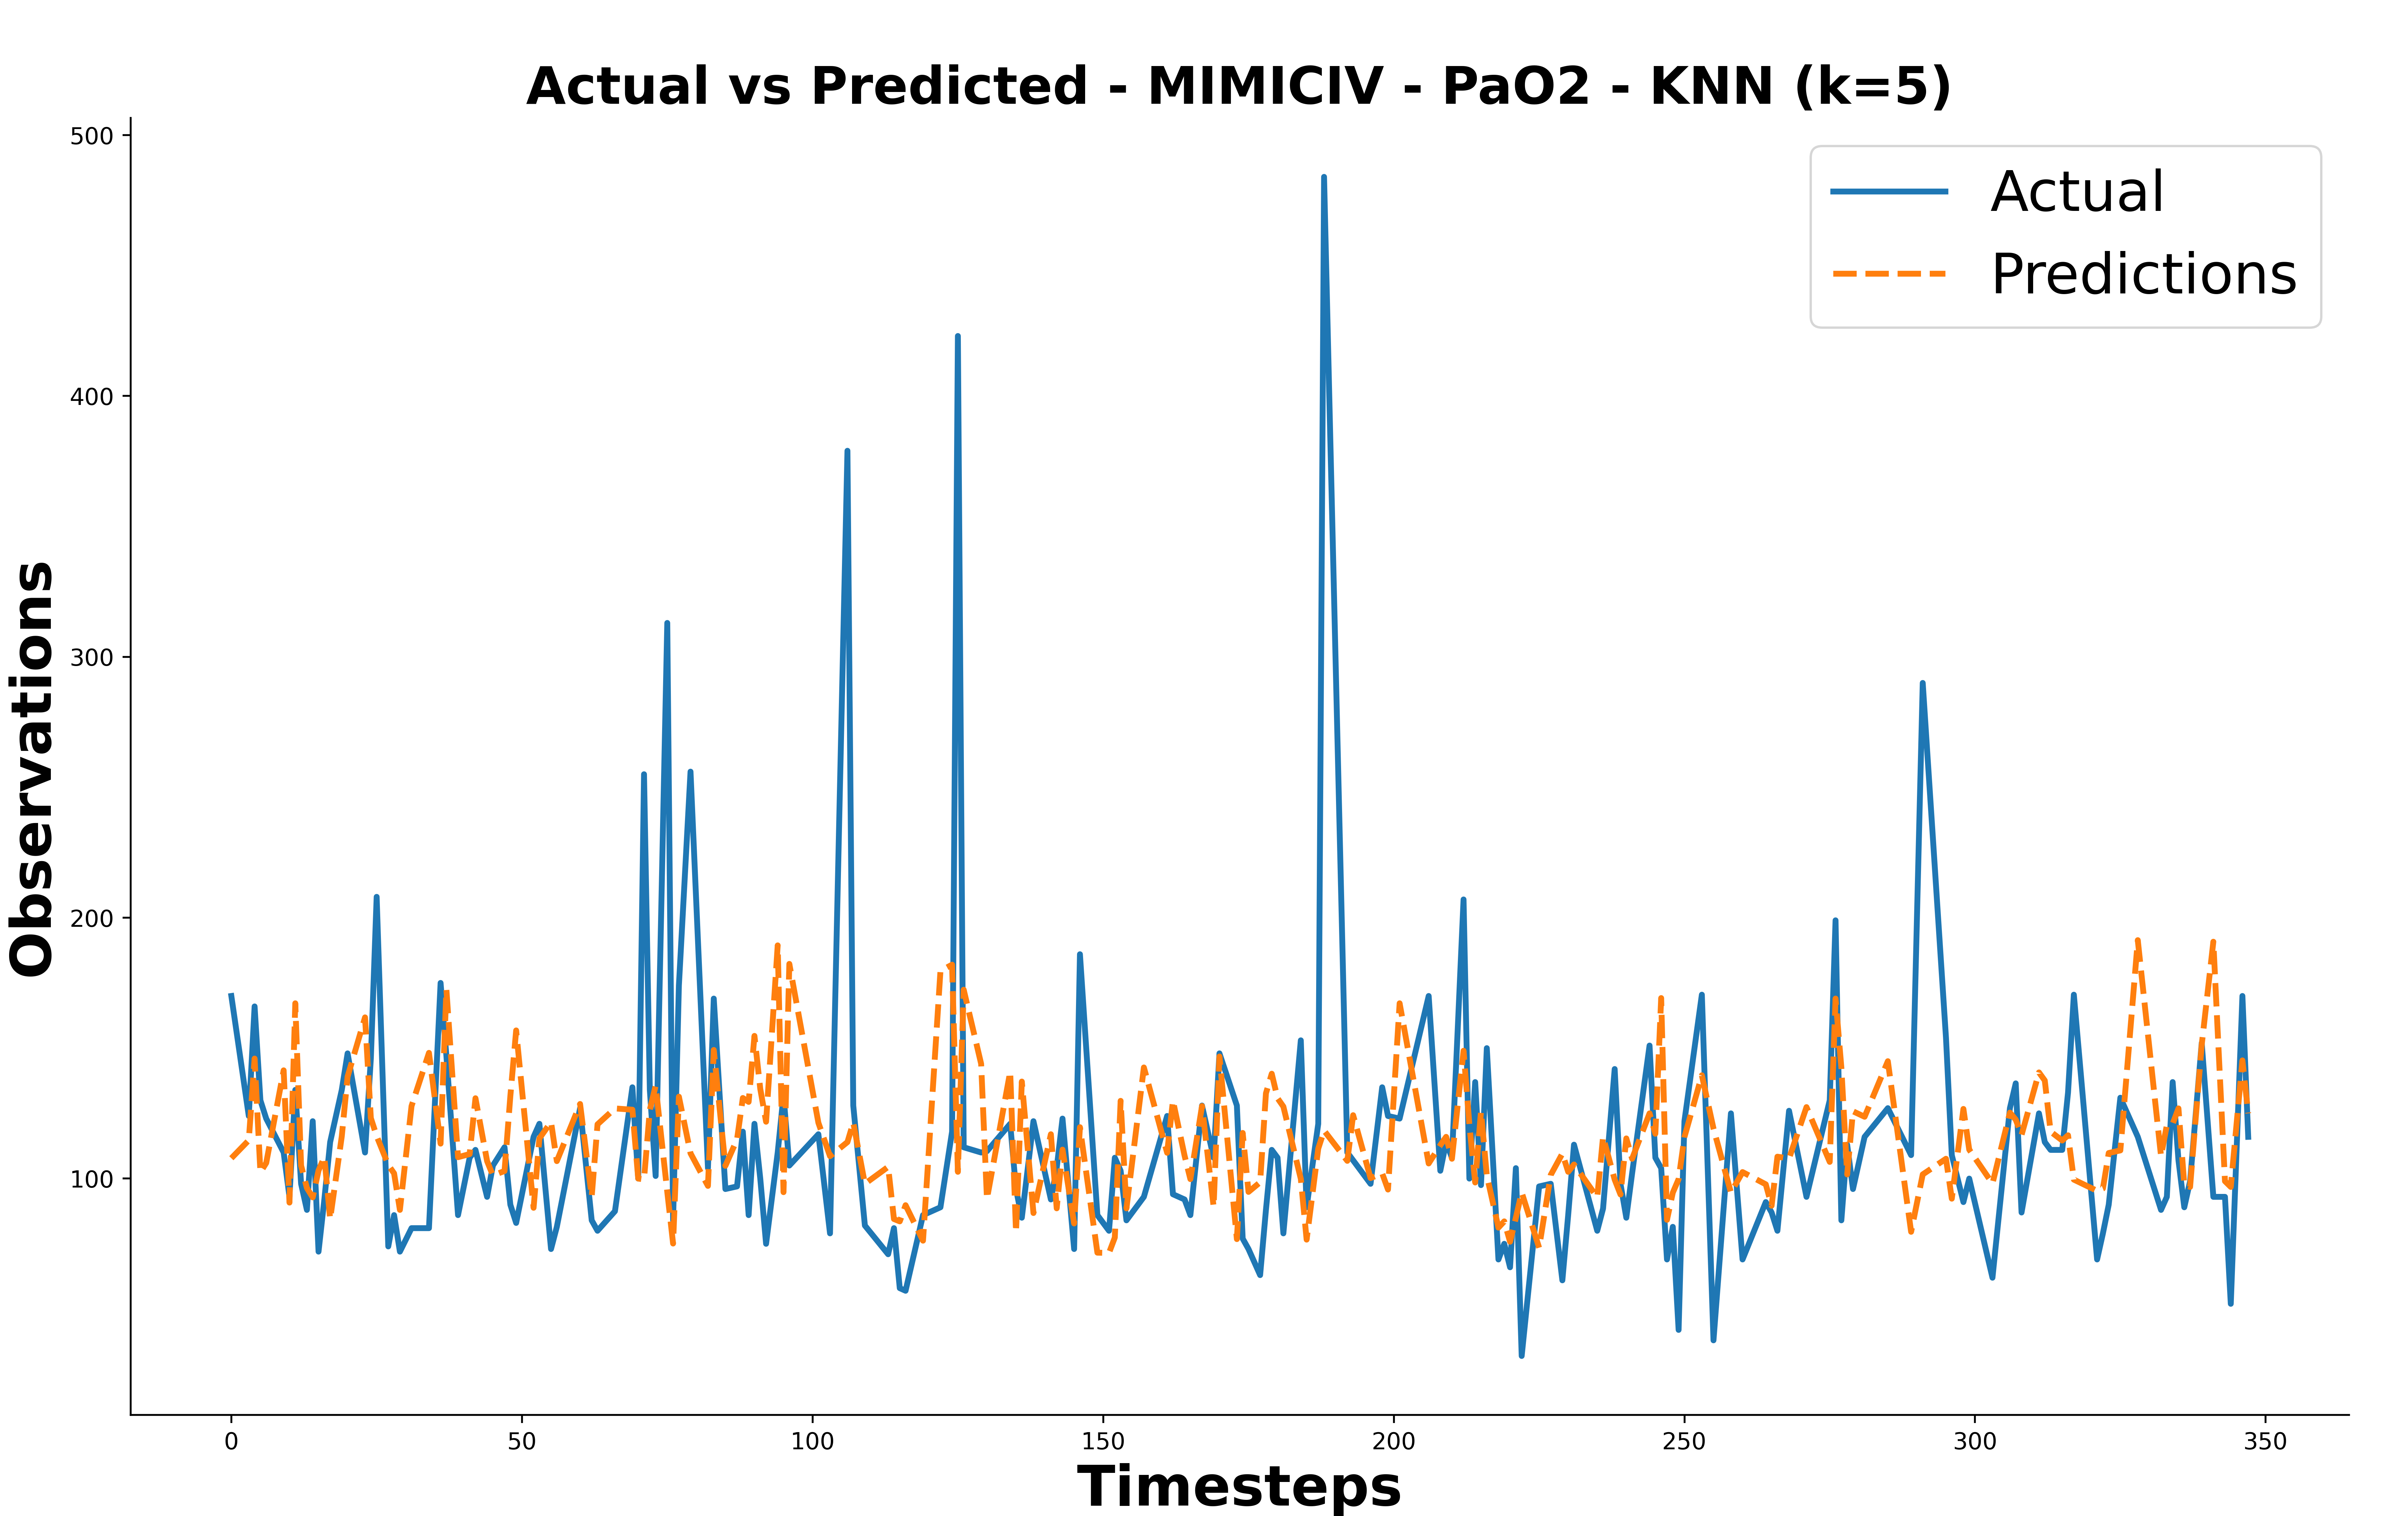 Actual vs Predicted - MIMICIV - PaO2 - KNN (k=5)
Actual
Predictions
Observations
500
400
300
200
100
0 50 100 150 200 250 300 350
Timesteps